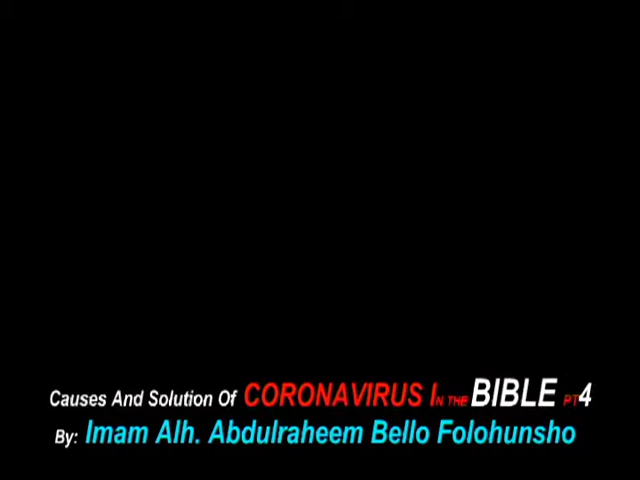 Causes And Solution Of CORONAVIRUS IN THE BIBLE PT4
By: Imam Alh. Abdulraheem Bello Folohunsho